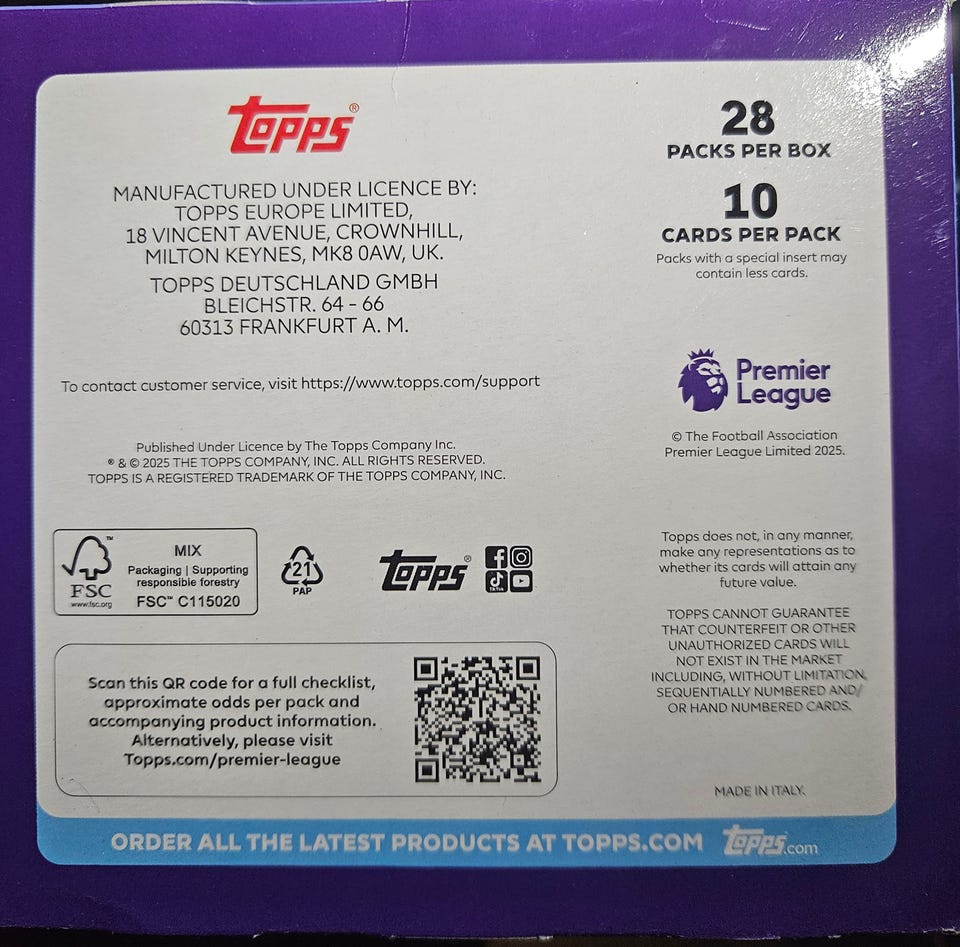 Topps®
MANUFACTURED UNDER LICENCE BY:
TOPPS EUROPE LIMITED,
18 VINCENT AVENUE, CROWNHILL,
MILTON KEYNES, MK8 0AW, UK.
TOPPS DEUTSCHLAND GMBH
BLEICHSTR. 64 - 66
60313 FRANKFURT A. M.
To contact customer service, visit https://www.topps.com/support
Published Under Licence by The Topps Company Inc.
® & © 2025 THE TOPPS COMPANY, INC. ALL RIGHTS RESERVED.
TOPPS IS A REGISTERED TRADEMARK OF THE TOPPS COMPANY, INC.
28
PACKS PER BOX
10
CARDS PER PACK
Packs with a special insert may
contain less cards.
Premier
League
© The Football Association
Premier League Limited 2025.
TM
FSC
www.fsc.org
MIX
Packaging | Supporting
responsible forestry
FSC™ C115020
21
PAP
Topps®
TikTok
Topps does not, in any manner,
make any representations as to
whether its cards will attain any
future value.
TOPPS CANNOT GUARANTEE
THAT COUNTERFEIT OR OTHER
UNAUTHORIZED CARDS WILL
NOT EXIST IN THE MARKET
INCLUDING, WITHOUT LIMITATION,
SEQUENTIALLY NUMBERED AND/
OR HAND NUMBERED CARDS.
Scan this QR code for a full checklist,
approximate odds per pack and
accompanying product information.
Alternatively, please visit
Topps.com/premier-league
MADE IN ITALY.
ORDER ALL THE LATEST PRODUCTS AT TOPPS.COM
Topps.com